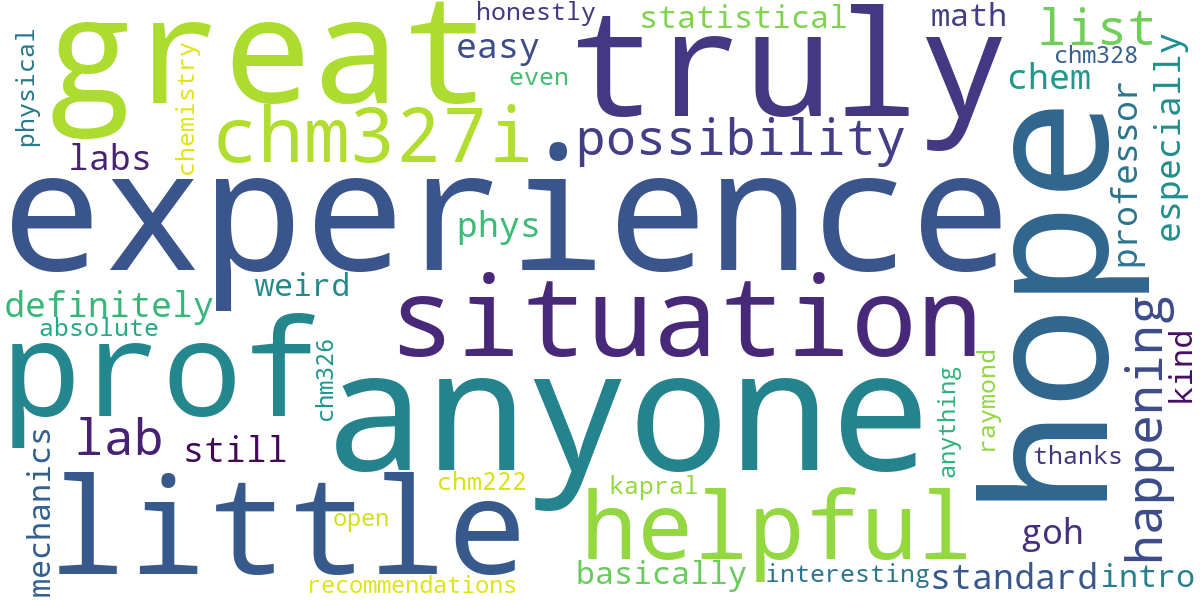 honestly
statistical
math
list
great
truly
physical
chemistry
easy
even
chm328
chem
especially
chm327i
possibility
professor
labs
hope
experience
phys
weird
situation
definitely
absolute
happening
kind
prof
chm326
anyone
anything
raymond
lab
still
thanks
mechanics
little
chm222
open
kapral
helpful
goh
basically
interesting
standard
intro
recommendations